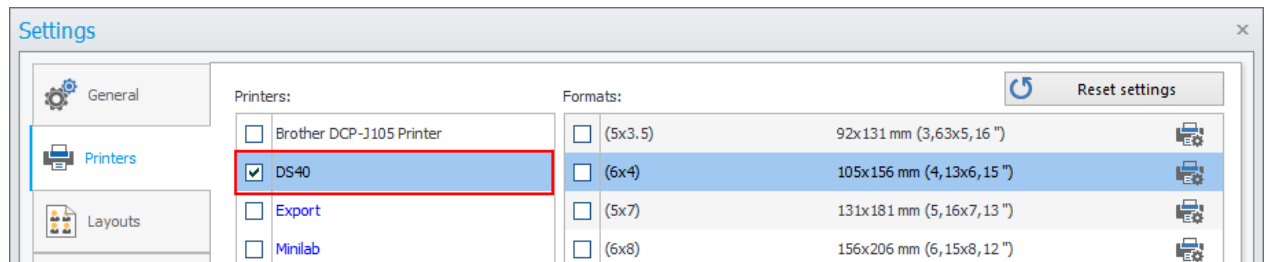 Settings
General
Printers:
Formats:
Reset settings
Brother DCP-J105 Printer
(5x3.5) 92x131 mm (3,63x5,16 ")
Printers
DS40
(6x4) 105x156 mm (4,13x6,15 ")
Layouts
Export
(5x7) 131x181 mm (5,16x7,13 ")
Minilab
(6x8) 156x206 mm (6,15x8,12 ")